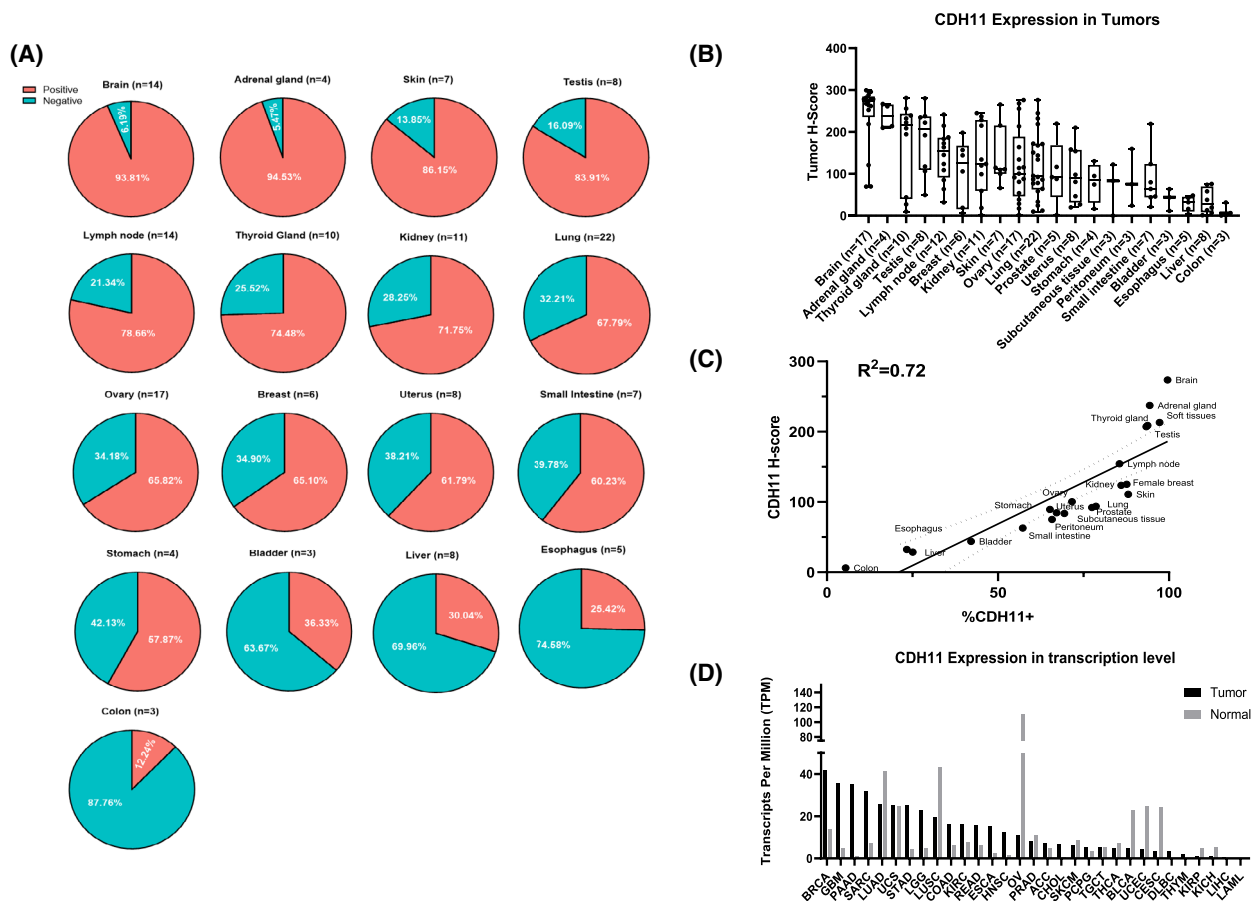 (A)
Positive
Negative
Brain (n=14)
6.19%
93.81%
Adrenal gland (n=4)
5.47%
94.53%
Skin (n=7)
13.85%
86.15%
Testis (n=8)
16.09%
83.91%
Lymph node (n=14)
21.34%
78.66%
Thyroid Gland (n=10)
25.52%
74.48%
Kidney (n=11)
28.25%
71.75%
Lung (n=22)
32.21%
67.79%
Ovary (n=17)
34.18%
65.82%
Breast (n=6)
34.90%
65.10%
Uterus (n=8)
38.21%
61.79%
Small Intestine (n=7)
39.78%
60.23%
Stomach (n=4)
42.13%
57.87%
Bladder (n=3)
36.33%
63.67%
Liver (n=8)
30.04%
69.96%
Esophagus (n=5)
25.42%
74.58%
Colon (n=3)
12.24%
87.76%
(B)
CDH11 Expression in Tumors
Tumor H-Score
400
300
200
100
0
Brain (n=17)
Adrenal gland (n=4)
Thyroid gland (n=10)
Testis (n=8)
Lymph node (n=12)
Breast (n=6)
Kidney (n=11)
Skin (n=7)
Ovary (n=17)
Lung (n=22)
Prostate (n=5)
Uterus (n=8)
Stomach (n=4)
Subcutaneous tissue (n=3)
Peritoneum (n=3)
Small intestine (n=7)
Bladder (n=3)
Esophagus (n=5)
Liver (n=8)
Colon (n=3)
(C)
R²=0.72
CDH11 H-score
300
200
100
0
Brain
Adrenal gland
Thyroid gland
Soft tissues
Testis
Lymph node
Kidney
Female breast
Skin
Ovary
Stomach
Uterus
Lung
Prostate
Subcutaneous tissue
Peritoneum
Small intestine
Esophagus
Liver
Bladder
Colon
0
50
100
%CDH11+
(D)
CDH11 Expression in transcription level
Transcripts Per Million (TPM)
140
120
100
80
60
40
20
0
Tumor
Normal
BRCA
GBM
PAAD
SARC
LUAD
UCS
STAD
LGG
LUSC
COAD
KIRC
READ
ESCA
HNSC
OV
PRAD
ACC
CHOL
SKCM
PCPG
TGCT
THCA
BLCA
UCEC
CESC
DLBC
THYM
KIRP
KICH
LIHC
LAML